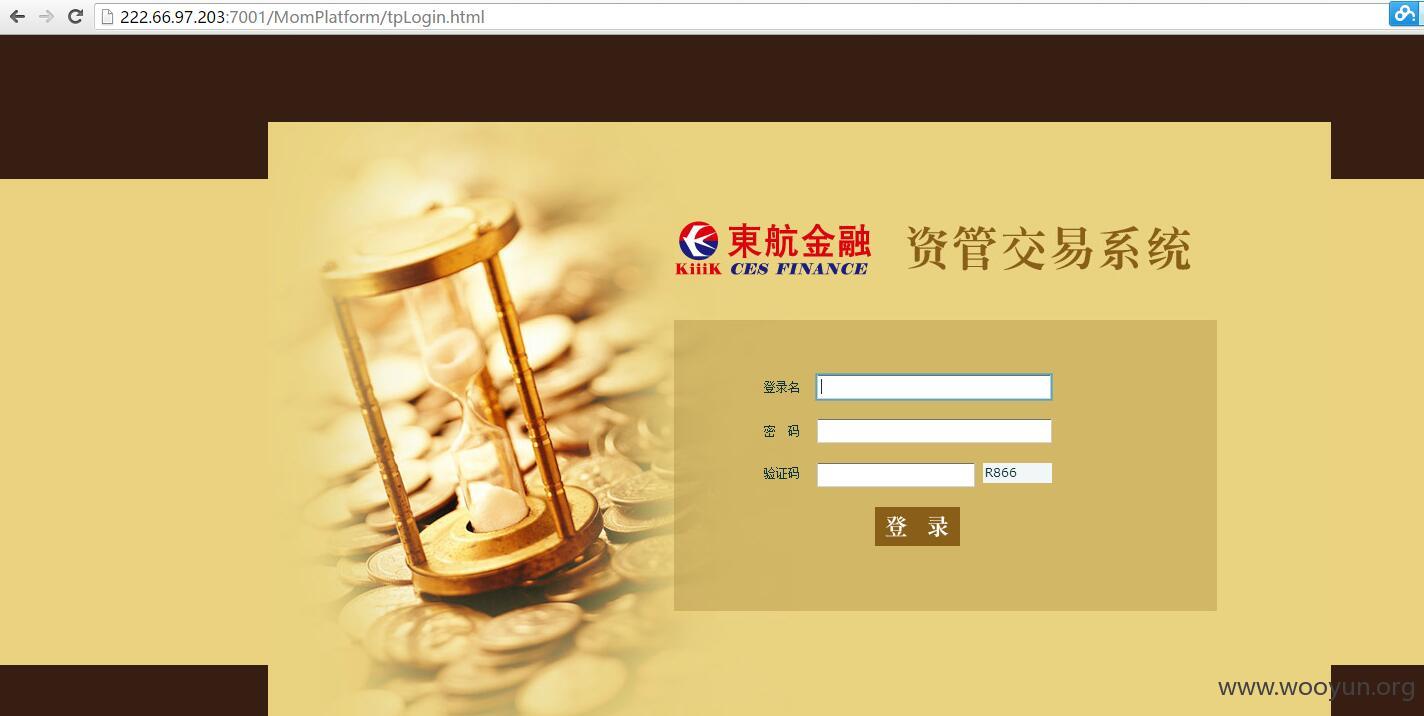 222.66.97.203:7001/MomPlatform/tpLogin.html
東航金融 资管交易系统
KiiiK CES FINANCE
登录名
密 码
验证码 R866
登 录
www.wooyun.org